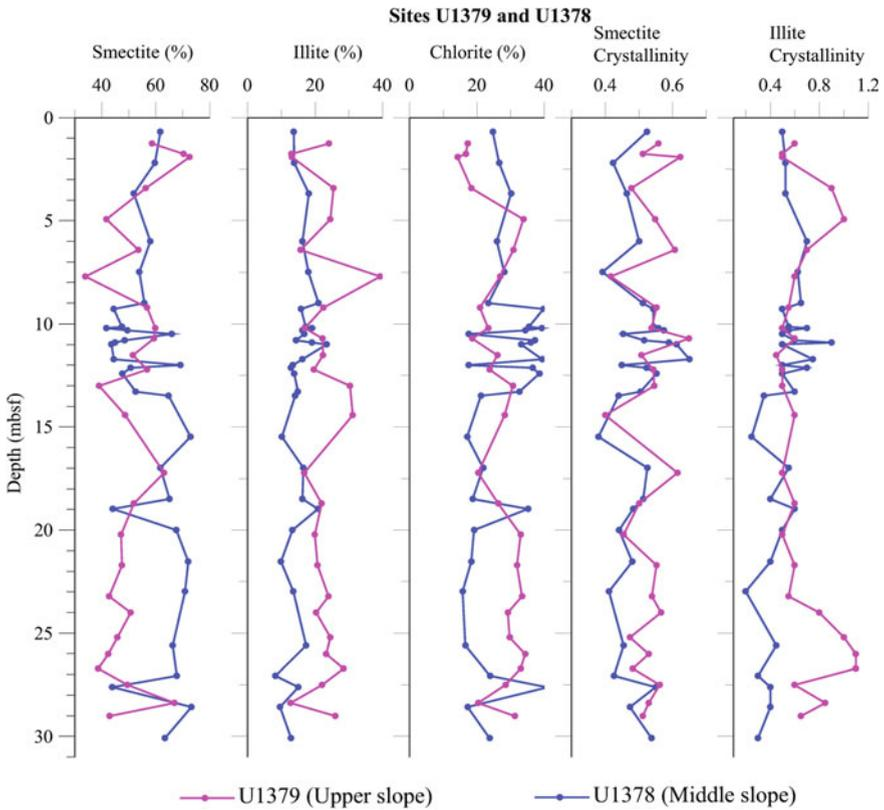 Sites U1379 and U1378
Smectite (%)
Illite (%)
Chlorite (%)
Smectite
Crystallinity
Illite
Crystallinity
40 60 80
0 20 40
0 20 40
0.4 0.6
0.4 0.8 1.2
0
5
10
15
20
25
30
Depth (mbsf)
U1379 (Upper slope)
U1378 (Middle slope)